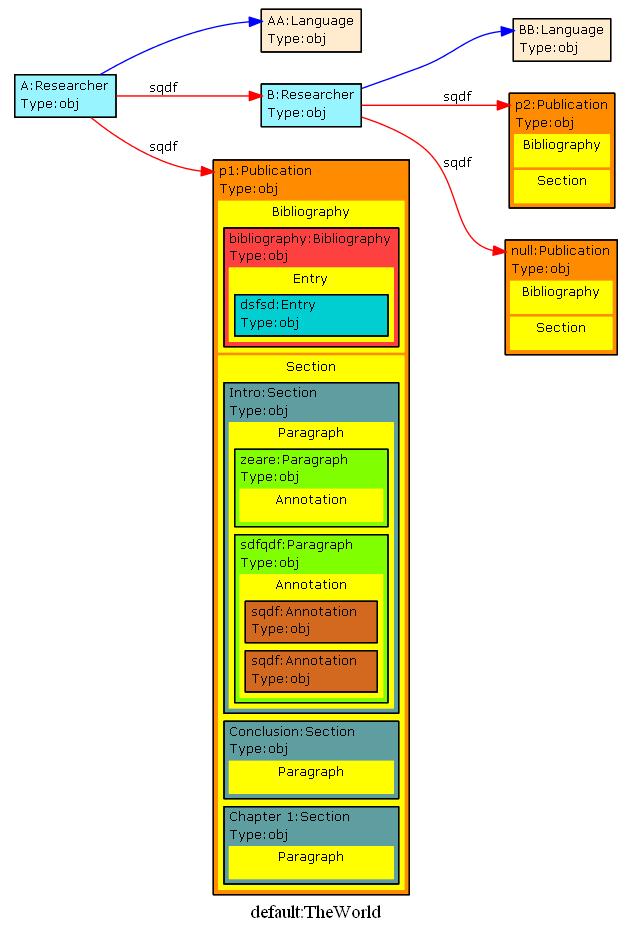 AA:Language
Type:obj
BB:Language
Type:obj
A:Researcher
Type:obj
sqdf
B:Researcher
Type:obj
sqdf
p2:Publication
Type:obj
Bibliography
Section
sqdf
sqdf
p1:Publication
Type:obj
Bibliography
bibliography:Bibliography
Type:obj
Entry
dsfsd:Entry
Type:obj
null:Publication
Type:obj
Bibliography
Section
Section
Intro:Section
Type:obj
Paragraph
zeare:Paragraph
Type:obj
Annotation
sdfqdf:Paragraph
Type:obj
Annotation
sqdf:Annotation
Type:obj
sqdf:Annotation
Type:obj
Conclusion:Section
Type:obj
Paragraph
Chapter 1:Section
Type:obj
Paragraph
default:TheWorld